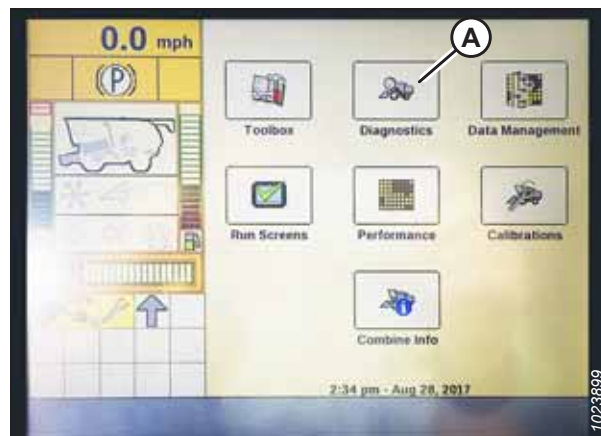 0.0 mph
A
(P)
Toolbox
Diagnostics
Data Management
Run Screens
Performance
Calibrations
Combine Info
2:34 pm - Aug 28, 2017
1023899